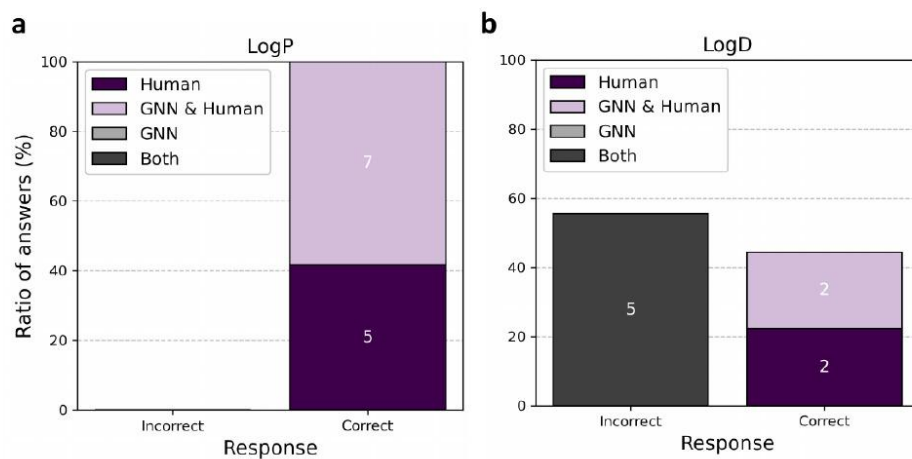 a
LogP
Ratio of answers (%)
100
80
60
40
20
0
Human
GNN & Human
GNN
Both
7
5
Incorrect
Correct
Response
b
LogD
100
80
60
40
20
0
Human
GNN & Human
GNN
Both
5
2
2
Incorrect
Correct
Response